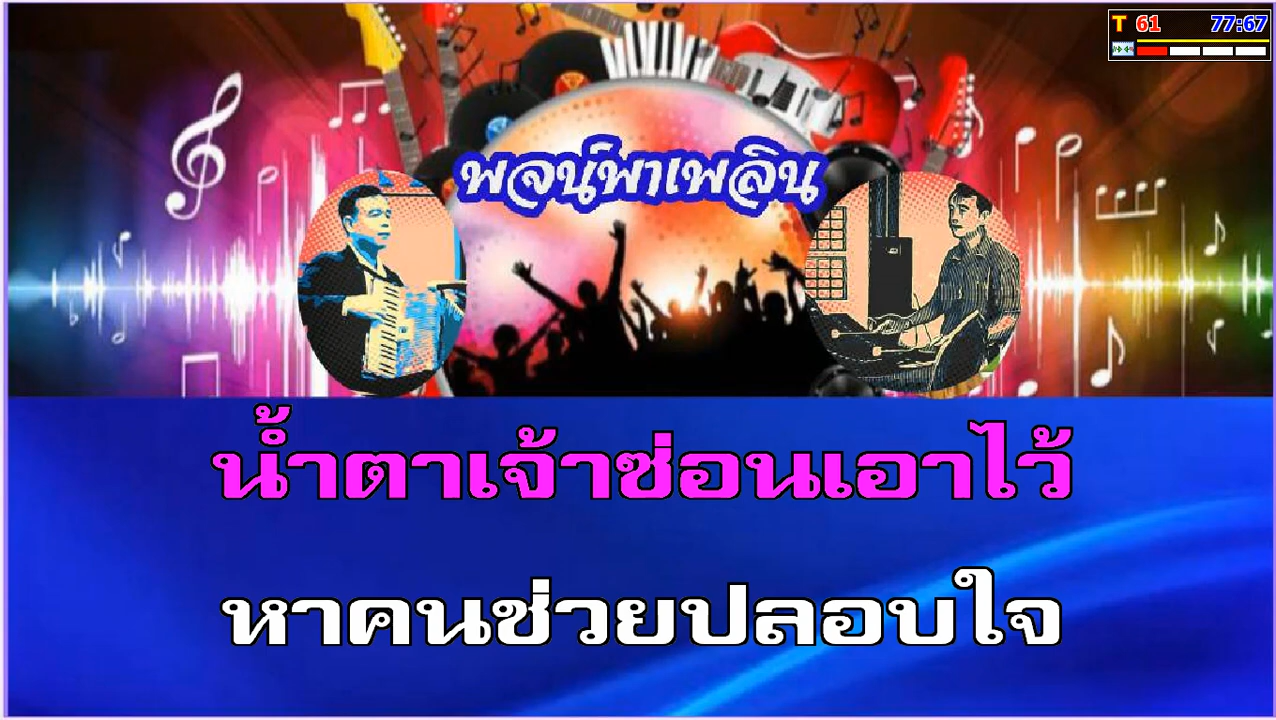 T 61 77:67
พจน์พาเพลิน
น้ำตาเจ้าซ่อนเอาไว้
หาคนช่วยปลอบใจ